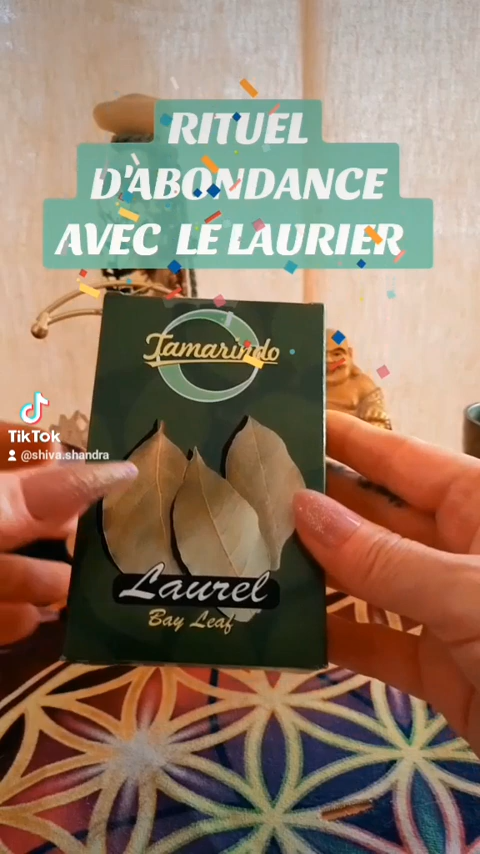 RITUEL
D'ABONDANCE
AVEC LE LAURIER
Tamarindo
TikTok
@shiva.shandra
Laurel
Bay Leaf